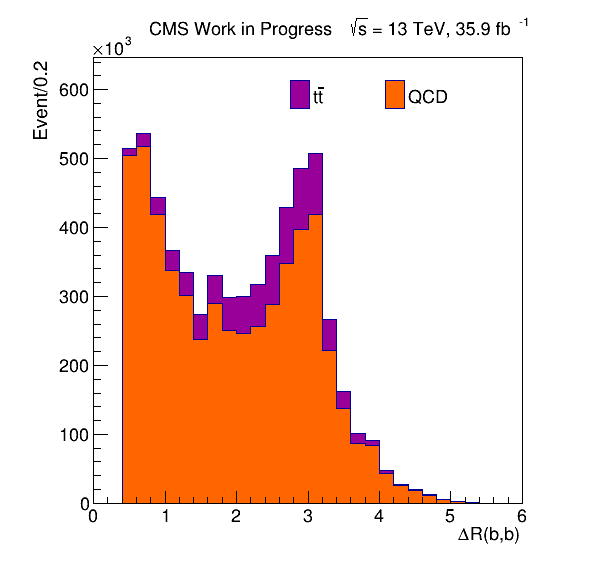 CMS Work in Progress √s = 13 TeV, 35.9 fb⁻¹
×10³
Event/0.2
tt̄
QCD
600
500
400
300
200
100
0
0 1 2 3 4 5 6
ΔR(b,b)